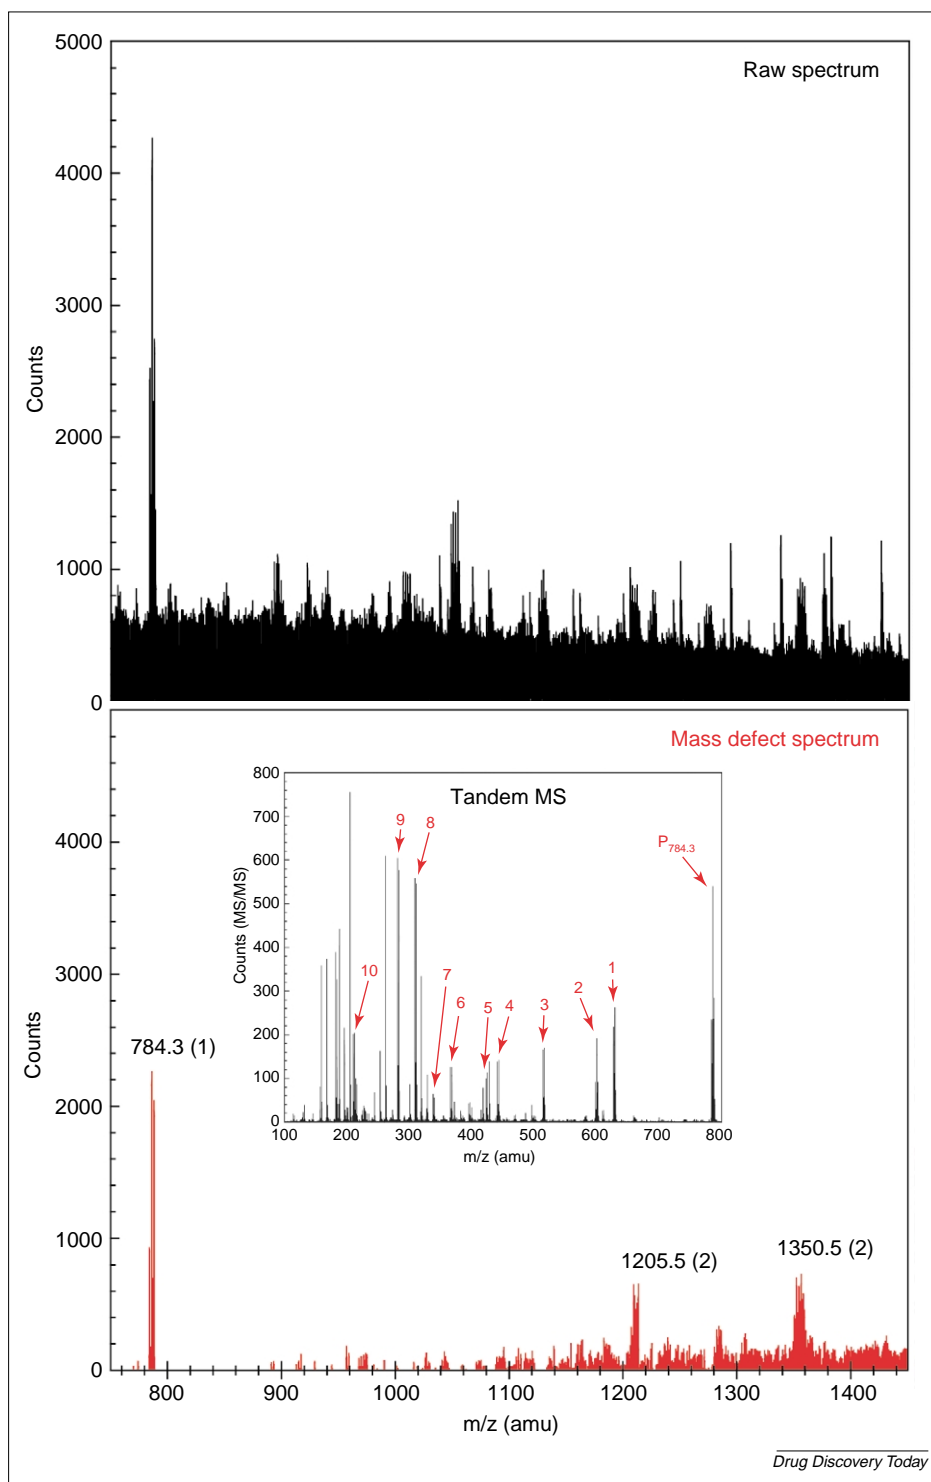 Raw spectrum
5000
4000
3000
2000
1000
0
Counts
Mass defect spectrum
4000
3000
2000
1000
0
Counts
784.3 (1)
1205.5 (2)
1350.5 (2)
800 900 1000 1100 1200 1300 1400
m/z (amu)
Tandem MS
800
700
600
500
400
300
200
100
0
Counts (MS/MS)
9
8
P784.3
10
7
6
5
4
3
2
1
100 200 300 400 500 600 700 800
m/z (amu)
Drug Discovery Today